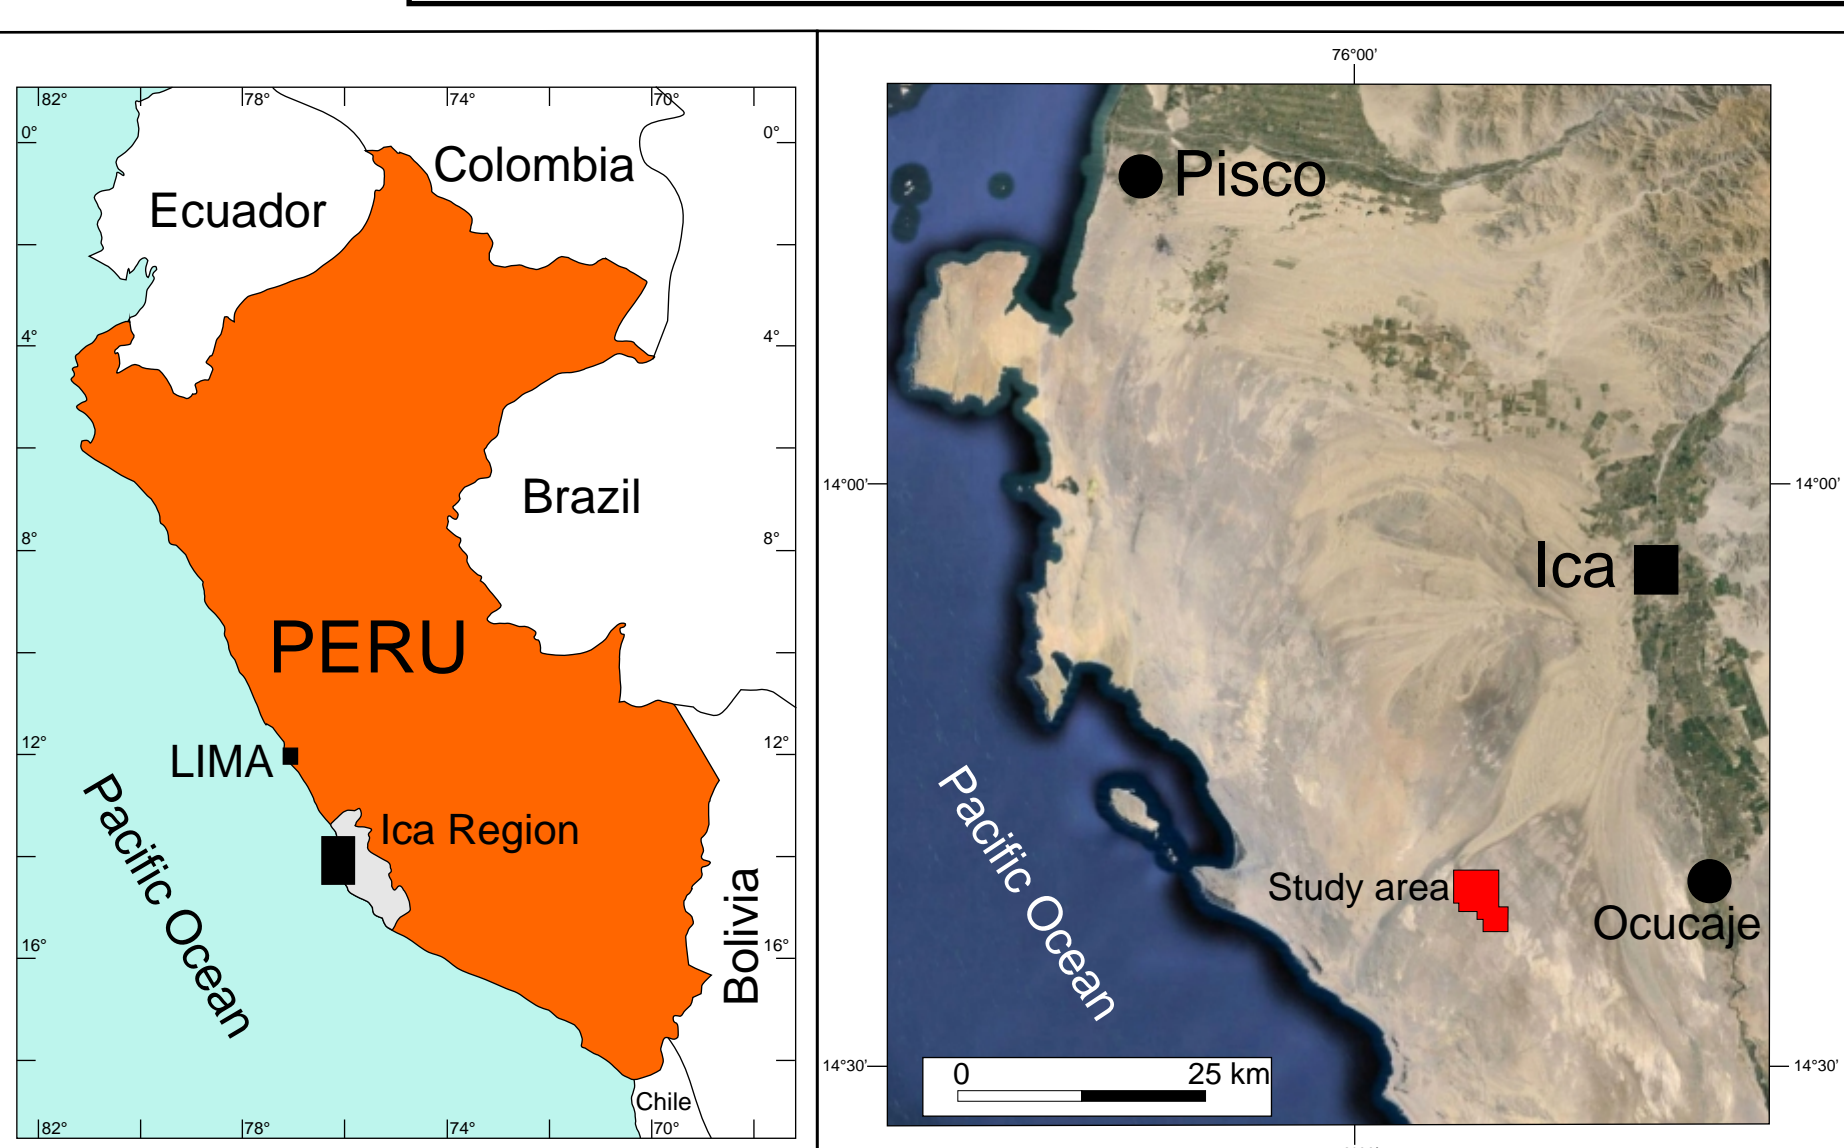 82°
78°
74°
70°
0°
0°
Colombia
Ecuador
4°
4°
Brazil
8°
8°
PERU
12°
12°
LIMA
Ica Region
Pacific Ocean
Bolivia
16°
16°
Chile
82°
78°
74°
70°
76°00'
Pisco
14°00'
14°00'
Ica
Pacific Ocean
Study area
Ocucaje
14°30'
14°30'
0
25 km